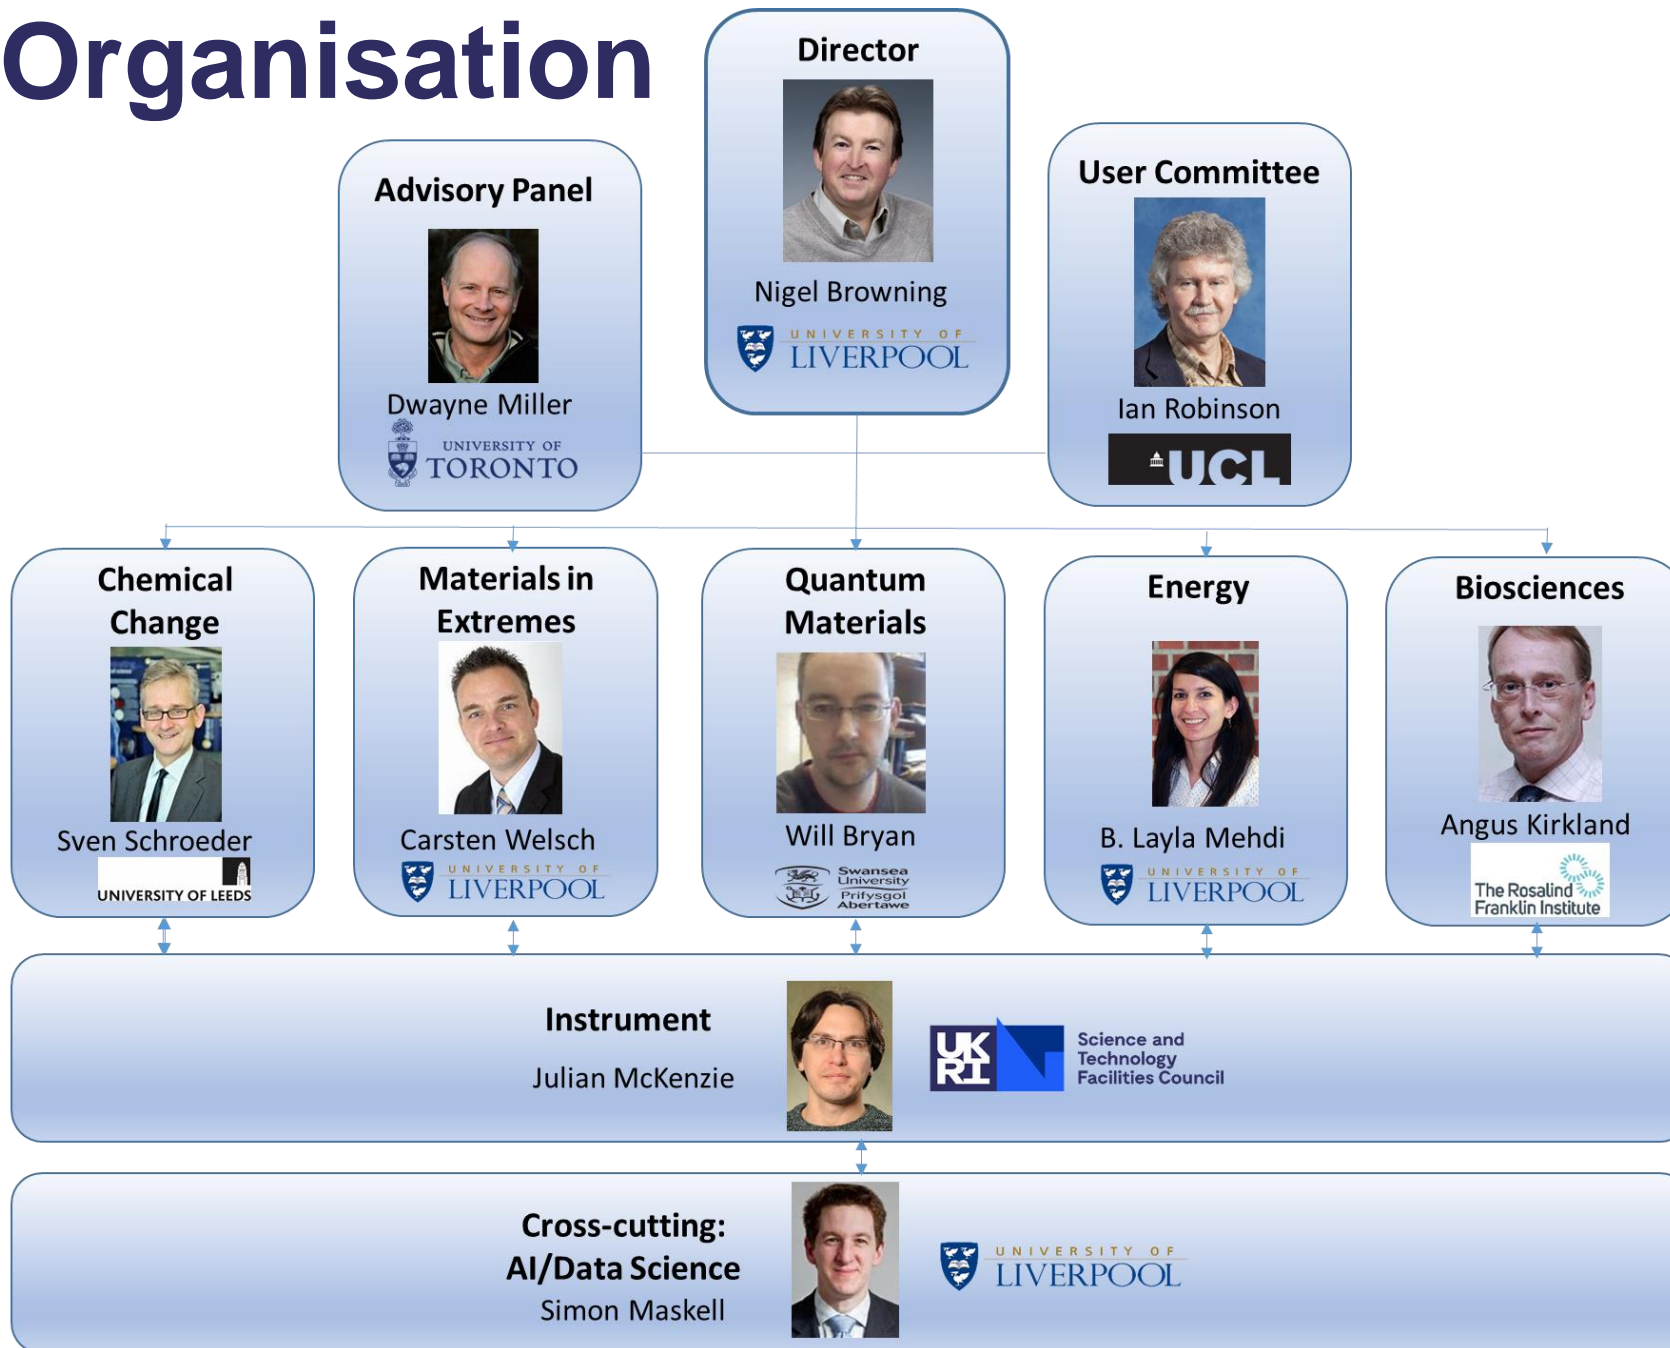 Organisation
Director
Nigel Browning
UNIVERSITY OF
LIVERPOOL
Advisory Panel
Dwayne Miller
UNIVERSITY OF
TORONTO
User Committee
Ian Robinson
UCL
Chemical
Change
Sven Schroeder
UNIVERSITY OF LEEDS
Materials in
Extremes
Carsten Welsch
UNIVERSITY OF
LIVERPOOL
Quantum
Materials
Will Bryan
Swansea
University
Prifysgol
Abertawe
Energy
B. Layla Mehdi
UNIVERSITY OF
LIVERPOOL
Biosciences
Angus Kirkland
The Rosalind
Franklin Institute
Instrument
Julian McKenzie
UK
RI
Science and
Technology
Facilities Council
Cross-cutting:
AI/Data Science
Simon Maskell
UNIVERSITY OF
LIVERPOOL